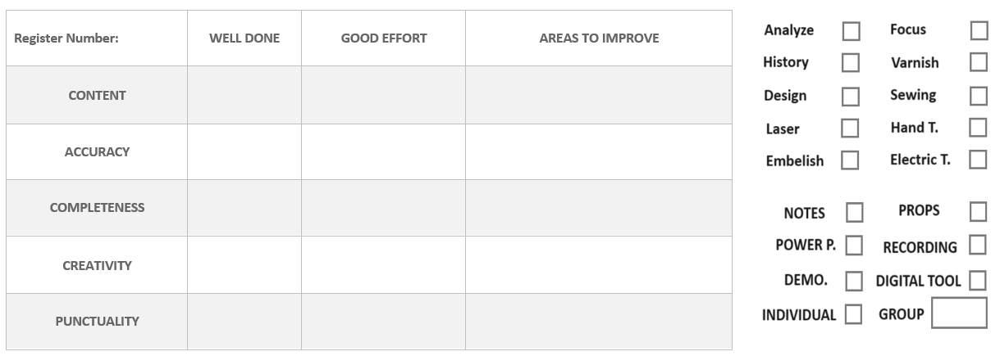 Register Number: WELL DONE GOOD EFFORT AREAS TO IMPROVE
CONTENT
ACCURACY
COMPLETENESS
CREATIVITY
PUNCTUALITY
Analyze Focus
History Varnish
Design Sewing
Laser Hand T.
Embelish Electric T.
NOTES PROPS
POWER P. RECORDING
DEMO. DIGITAL TOOL
INDIVIDUAL GROUP